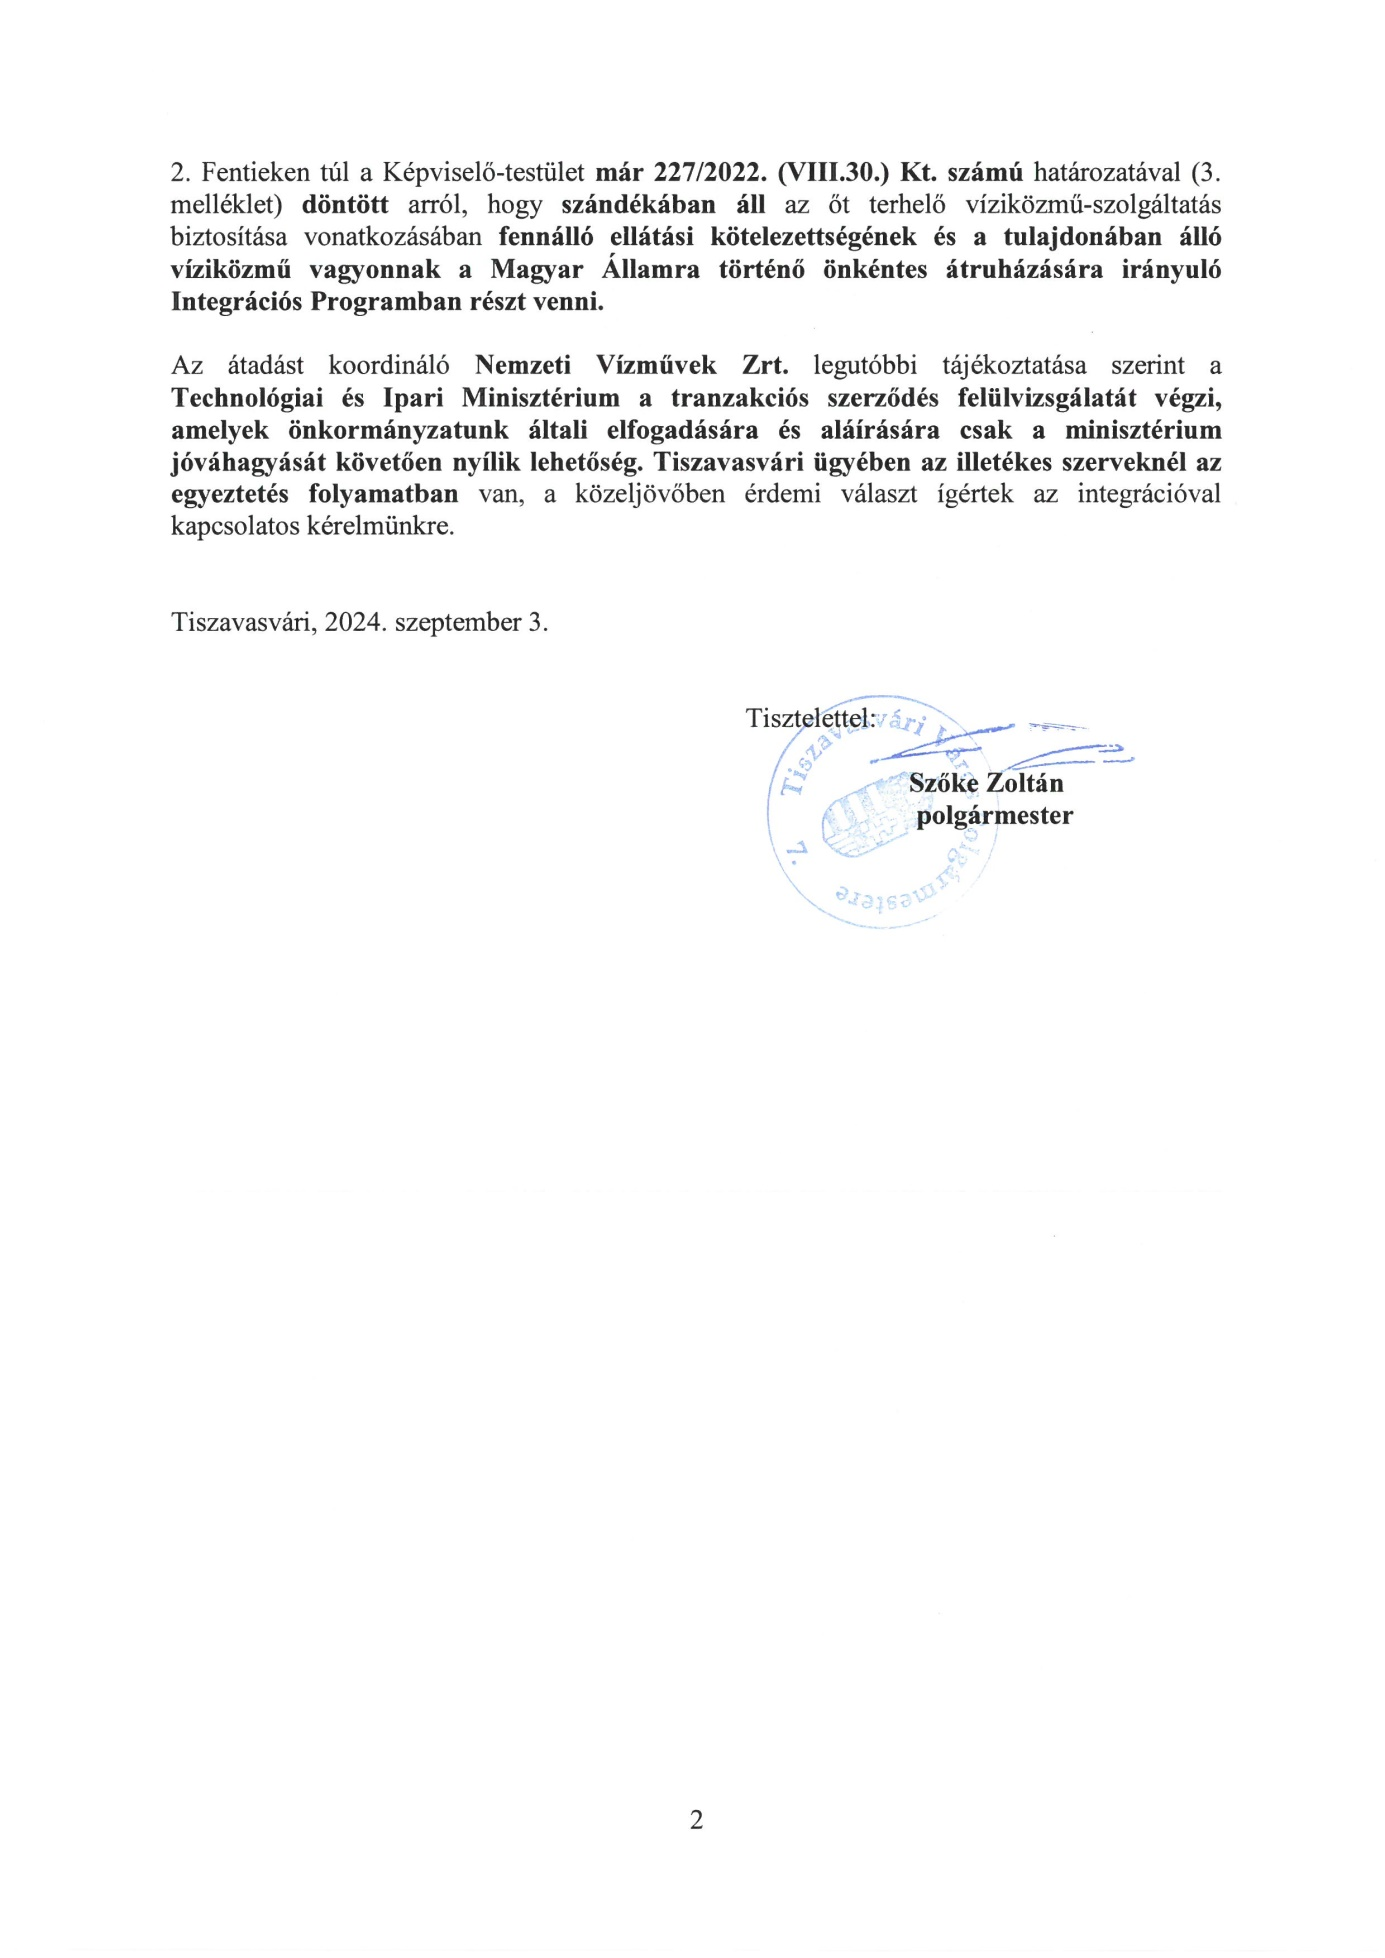 2. Fentieken túl a Képviselő-testület már 227/2022. (VIII.30.) Kt. számú határozatával (3.
melléklet) döntött arról, hogy szándékában áll az őt terhelő víziközmű-szolgáltatás
biztosítása vonatkozásában fennálló ellátási kötelezettségének és a tulajdonában álló
víziközmű vagyonnak a Magyar Államra történő önkéntes átruházására irányuló
Integrációs Programban részt venni.
Az átadást koordináló Nemzeti Vízművek Zrt. legutóbbi tájékoztatása szerint a
Technológiai és Ipari Minisztérium a tranzakciós szerződés felülvizsgálatát végzi,
amelyek önkormányzatunk általi elfogadására és aláírására csak a minisztérium
jóváhagyását követően nyílik lehetőség. Tiszavasvári ügyében az illetékes szerveknél az
egyeztetés folyamatban van, a közeljövőben érdemi választ ígértek az integrációval
kapcsolatos kérelmünkre.
Tiszavasvári, 2024. szeptember 3.
Tisztelettel:
Szőke Zoltán
polgármester
Tiszavasvári Város Polgármestere
7.
2